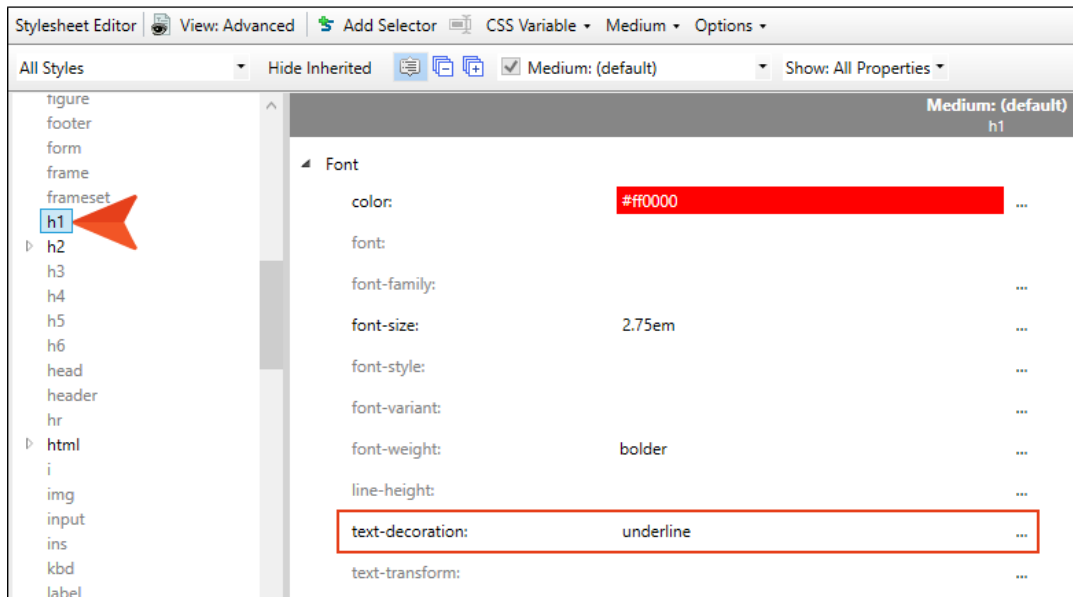 Stylesheet Editor View: Advanced Add Selector CSS Variable Medium Options
All Styles Hide Inherited Medium: (default) Show: All Properties
figure
footer
form
frame
frameset
h1
h2
h3
h4
h5
h6
head
header
hr
html
i
img
input
ins
kbd
label
Medium: (default)
h1
Font
color: #ff0000 ...
font:
font-family: ...
font-size: 2.75em ...
font-style: ...
font-variant: ...
font-weight: bolder ...
line-height: ...
text-decoration: underline ...
text-transform: ...